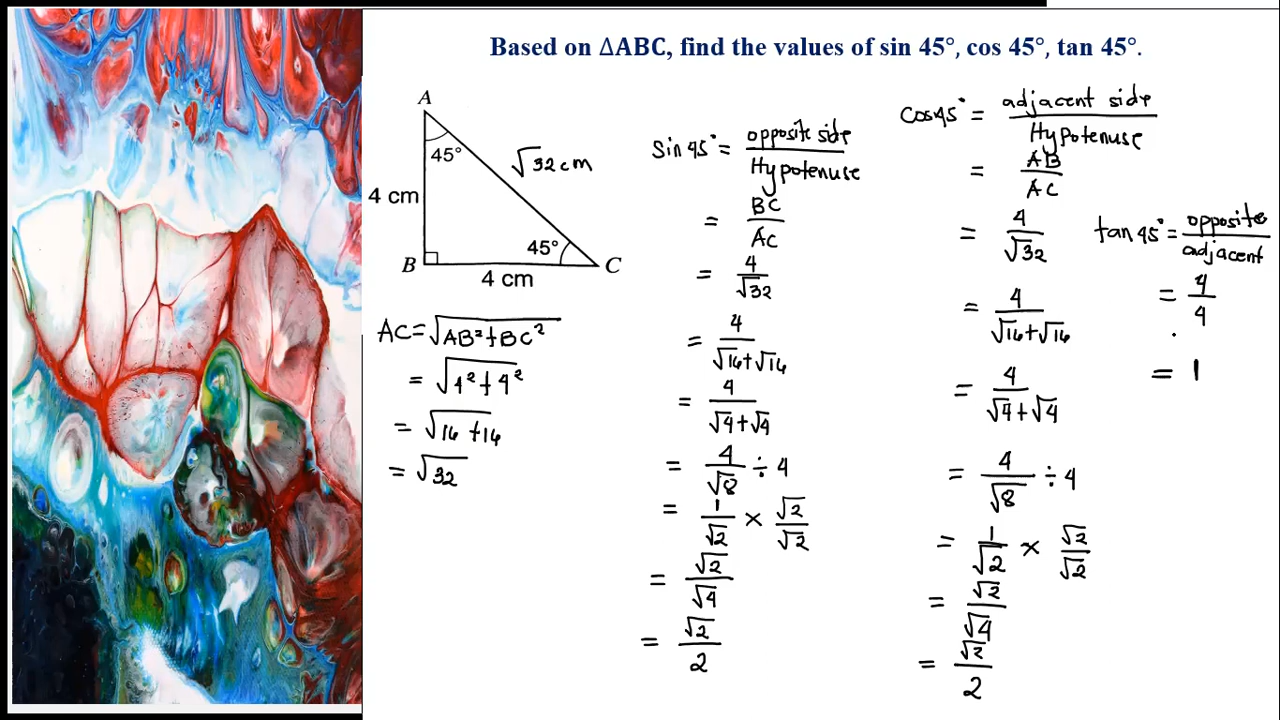 Based on ΔABC, find the values of sin 45°, cos 45°, tan 45°.
A
45°
√32 cm
4 cm
45°
B
C
4 cm
AC = √(AB² + BC²)
= √(4² + 4²)
= √(16 + 16)
= √32
Sin 45° = opposite side / Hypotenuse
= BC / AC
= 4 / √32
= 4 / √16 + √16
= 4 / √4 + √4
= 4 / √8 ÷ 4
= 1 / √2 × √2 / √2
= √2 / √4
= √2 / 2
Cos 45° = adjacent side / Hypotenuse
= AB / AC
= 4 / √32
= 4 / √16 + √16
= 4 / √4 + √4
= 4 / √8 ÷ 4
= 1 / √2 × √2 / √2
= √2 / √4
= √2 / 2
tan 45° = opposite / adjacent
= 4 / 4
= 1